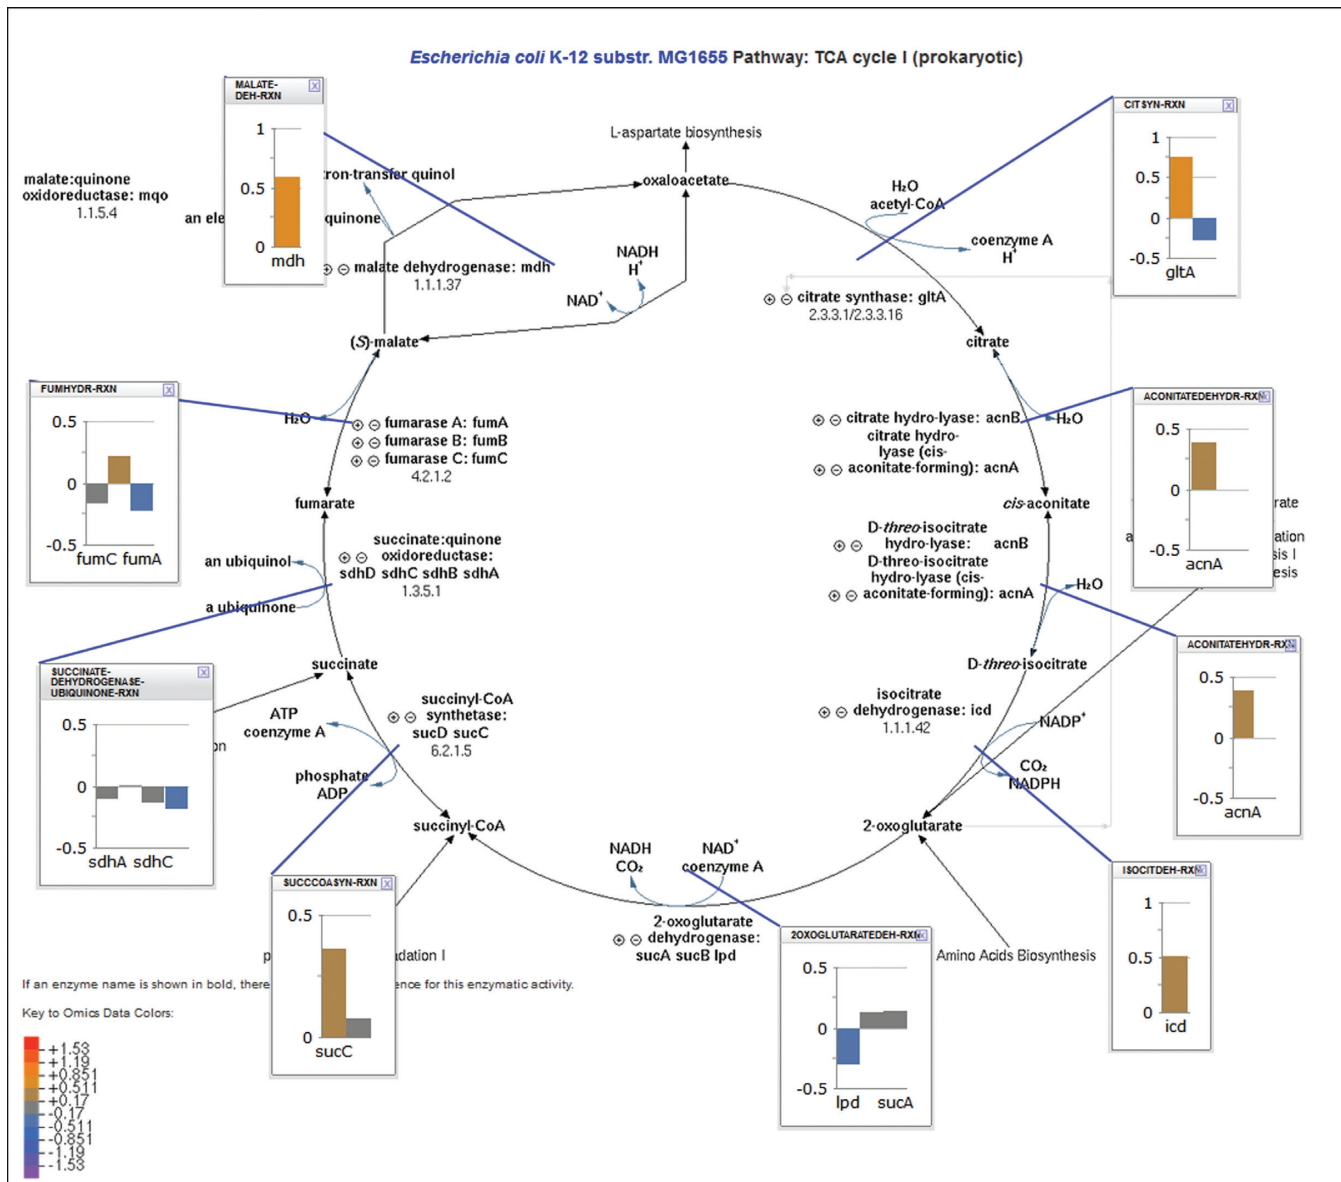 Escherichia coli K-12 substr. MG1655 Pathway: TCA cycle I (prokaryotic)
MALATE-
DEH-RXN
1
0.5
0
mdh
CITSYN-RXN
1
0.5
0
-0.5
gltA
L-aspartate biosynthesis
malate:quinone
oxidoreductase: mqo
1.1.5.4
tron-transfer quinol
an ele
quinone
oxaloacetate
H₂O
acetyl-CoA
coenzyme A
H⁺
NADH
H⁺
malate dehydrogenase: mdh
1.1.1.37
NAD⁺
citrate synthase: gltA
2.3.3.1/2.3.3.16
(S)-malate
citrate
FUMHYDR-RXN
0.5
0
-0.5
fumC fumA
H₂O
fumarase A: fumA
fumarase B: fumB
fumarase C: fumC
4.2.1.2
citrate hydro-lyase: acnB
citrate hydro-
lyase (cis-
aconitate-forming): acnA
H₂O
ACONITATEDEHYDR-RXN
0.5
0
-0.5
acnA
rate
a
ation
sis I
esis
fumarate
cis-aconitate
an ubiquinol
a ubiquinone
succinate:quinone
oxidoreductase:
sdhD sdhC sdhB sdhA
1.3.5.1
D-threo-isocitrate
hydro-lyase: acnB
D-threo-isocitrate
hydro-lyase (cis-
aconitate-forming): acnA
H₂O
SUCCINATE-
DEHYDROGENASE-
UBIQUINONE-RXN
0.5
0
-0.5
sdhA sdhC
succinate
D-threo-isocitrate
ACONITATEHYDR-RXN
0.5
0
-0.5
acnA
on
ATP
coenzyme A
succinyl-CoA
synthetase:
sucD sucC
6.2.1.5
phosphate
ADP
isocitrate
dehydrogenase: icd
1.1.1.42
NADP⁺
CO₂
NADPH
succinyl-CoA
2-oxoglutarate
NADH
CO₂
NAD⁺
coenzyme A
SUCCCOASYN-RXN
0.5
0
sucC
2-oxoglutarate
dehydrogenase:
sucA sucB lpd
2OXOGLUTARATEDEH-RXN
0.5
0
-0.5
lpd sucA
ISOCITDEH-RXN
1
0.5
0
icd
p
adation I
Amino Acids Biosynthesis
If an enzyme name is shown in bold, there
ence for this enzymatic activity.
Key to Omics Data Colors:
+1.53
+1.19
+0.851
+0.511
+0.17
-0.17
-0.511
-0.851
-1.19
-1.53